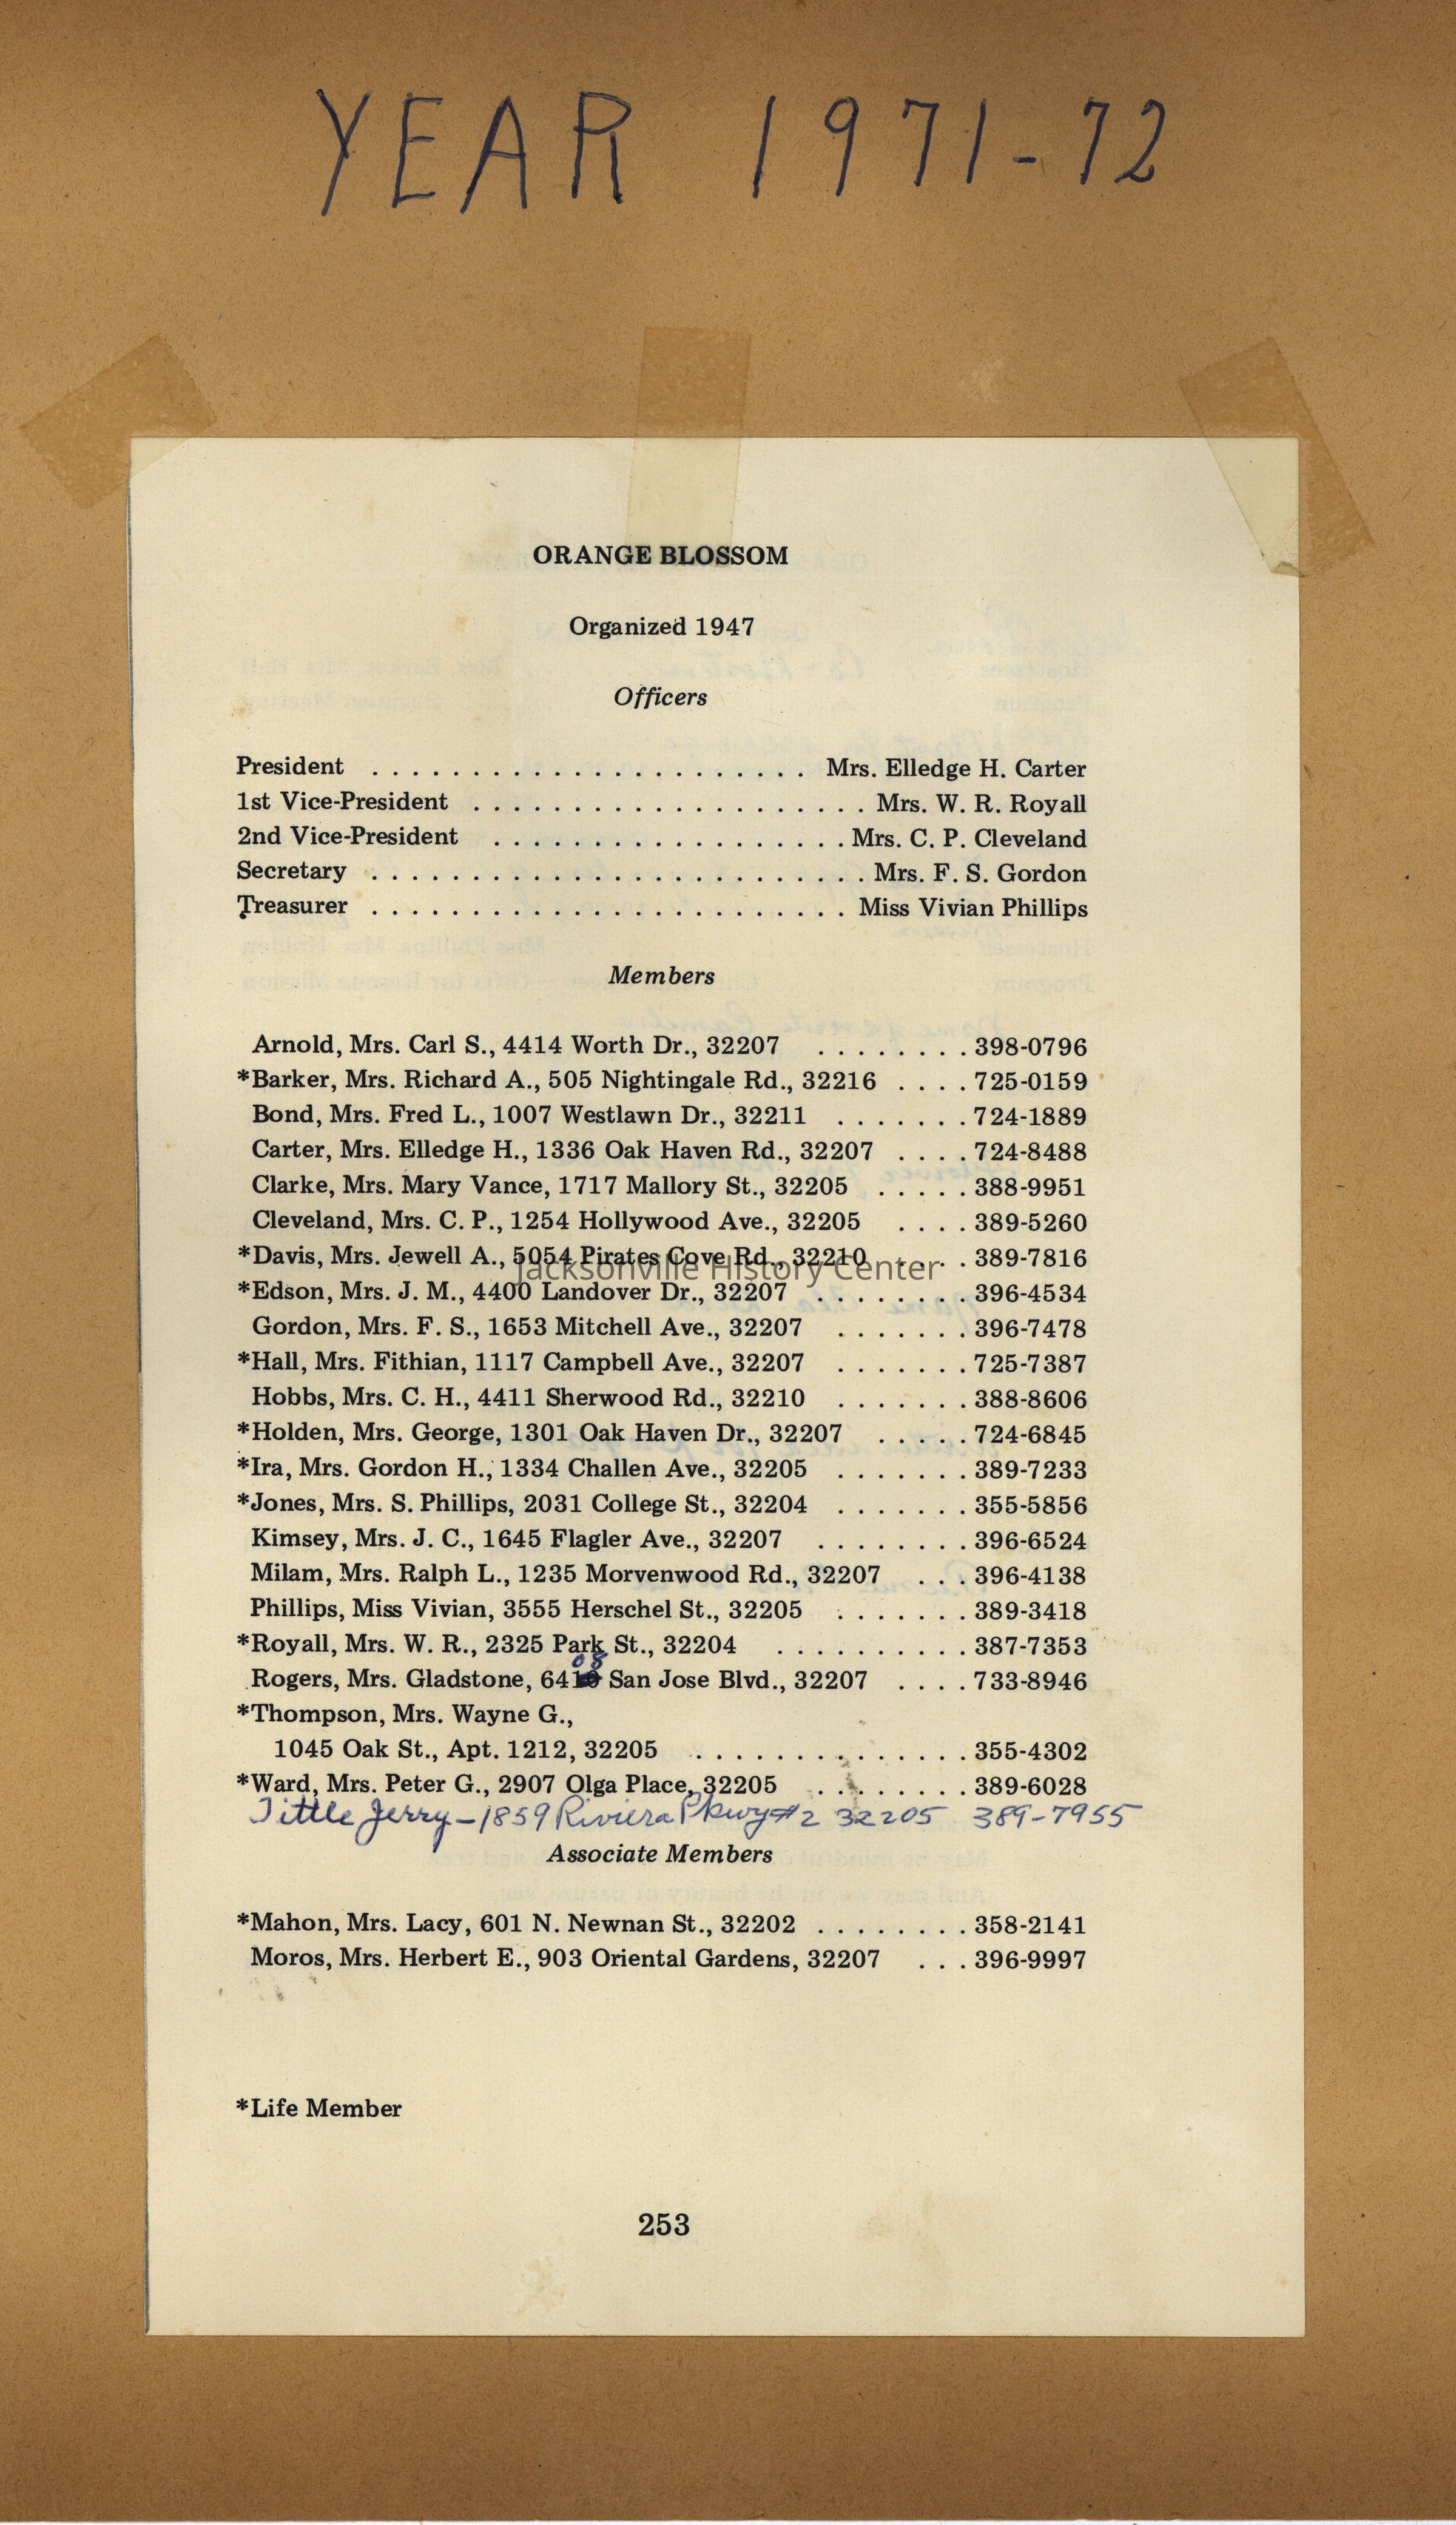 YEAR 1971-72
ORANGE BLOSSOM
Organized 1947
Officers
President ...................... Mrs. Elledge H. Carter
1st Vice-President .................... Mrs. W. R. Royall
2nd Vice-President .................. Mrs. C. P. Cleveland
Secretary ......................... Mrs. F. S. Gordon
Treasurer ........................ Miss Vivian Phillips
Members
Arnold, Mrs. Carl S., 4414 Worth Dr., 32207 ........ 398-0796
*Barker, Mrs. Richard A., 505 Nightingale Rd., 32216 .... 725-0159
Bond, Mrs. Fred L., 1007 Westlawn Dr., 32211 ....... 724-1889
Carter, Mrs. Elledge H., 1336 Oak Haven Rd., 32207 .... 724-8488
Clarke, Mrs. Mary Vance, 1717 Mallory St., 32205 ..... 388-9951
Cleveland, Mrs. C. P., 1254 Hollywood Ave., 32205 .... 389-5260
*Davis, Mrs. Jewell A., 5054 Pirates Cove Rd., 32210 .... 389-7816
Jacksonville History Center
*Edson, Mrs. J. M., 4400 Landover Dr., 32207 ........ 396-4534
Gordon, Mrs. F. S., 1653 Mitchell Ave., 32207 ....... 396-7478
*Hall, Mrs. Fithian, 1117 Campbell Ave., 32207 ....... 725-7387
Hobbs, Mrs. C. H., 4411 Sherwood Rd., 32210 ....... 388-8606
*Holden, Mrs. George, 1301 Oak Haven Dr., 32207 ..... 724-6845
*Ira, Mrs. Gordon H., 1334 Challen Ave., 32205 ....... 389-7233
*Jones, Mrs. S. Phillips, 2031 College St., 32204 ....... 355-5856
Kimsey, Mrs. J. C., 1645 Flagler Ave., 32207 ........ 396-6524
Milam, Mrs. Ralph L., 1235 Morvenwood Rd., 32207 ... 396-4138
Phillips, Miss Vivian, 3555 Herschel St., 32205 ....... 389-3418
*Royall, Mrs. W. R., 2325 Park St., 32204 .......... 387-7353
08
Rogers, Mrs. Gladstone, 6410 San Jose Blvd., 32207 .... 733-8946
*Thompson, Mrs. Wayne G.,
1045 Oak St., Apt. 1212, 32205 .............. 355-4302
*Ward, Mrs. Peter G., 2907 Olga Place, 32205 ........ 389-6028
Tittle Jerry - 1859 Riviera Pkwy #2 32205 389-7955
Associate Members
*Mahon, Mrs. Lacy, 601 N. Newnan St., 32202 ........ 358-2141
Moros, Mrs. Herbert E., 903 Oriental Gardens, 32207 ... 396-9997
*Life Member
253